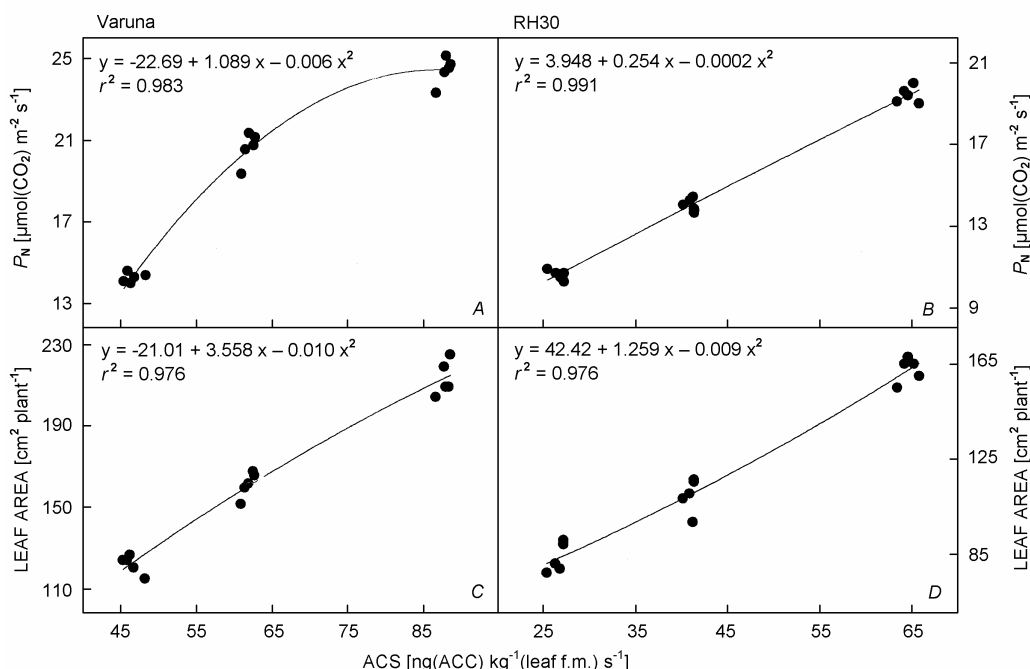 Varuna RH30
y = -22.69 + 1.089 x – 0.006 x²
r² = 0.983
y = 3.948 + 0.254 x – 0.0002 x²
r² = 0.991
25
21
17
13
P_N [µmol(CO₂) m⁻² s⁻¹]
A
B
21
17
13
9
P_N [µmol(CO₂) m⁻² s⁻¹]
y = -21.01 + 3.558 x – 0.010 x²
r² = 0.976
y = 42.42 + 1.259 x – 0.009 x²
r² = 0.976
230
190
150
110
LEAF AREA [cm² plant⁻¹]
C
D
165
125
85
LEAF AREA [cm² plant⁻¹]
45 55 65 75 85 25 35 45 55 65
ACS [ng(ACC) kg⁻¹(leaf f.m.) s⁻¹]